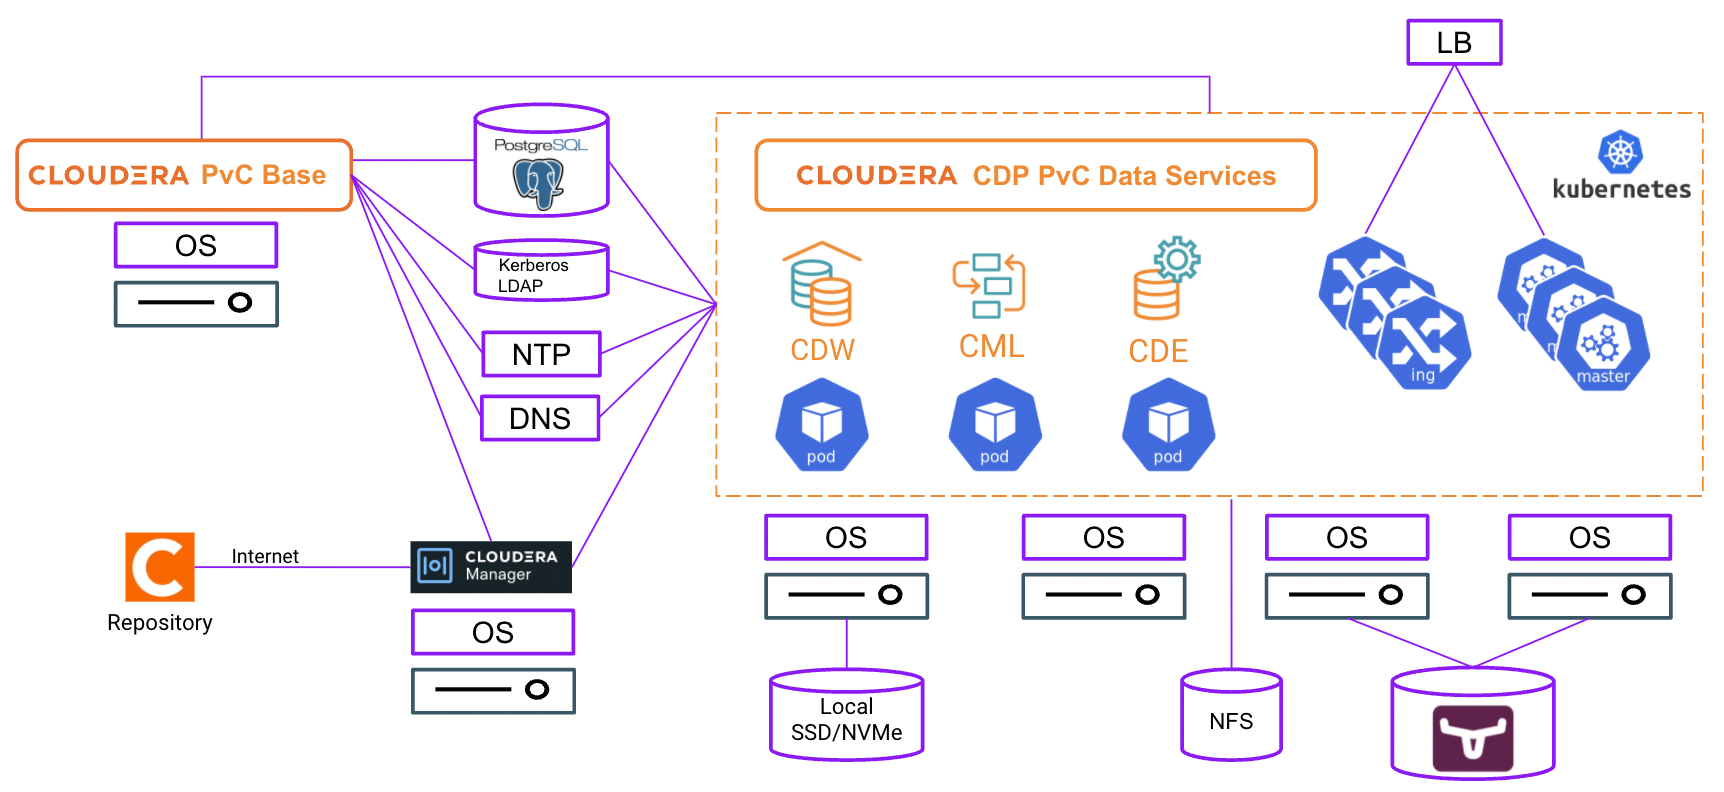 LB
CLOUDERA PvC Base
OS
PostgreSQL
Kerberos
LDAP
NTP
DNS
CLOUDERA CDP PvC Data Services
kubernetes
CDW
CML
CDE
pod
pod
pod
ing
m
m
master
Internet
Repository
CLOUDERA
Manager
OS
OS
OS
OS
OS
Local
SSD/NVMe
NFS